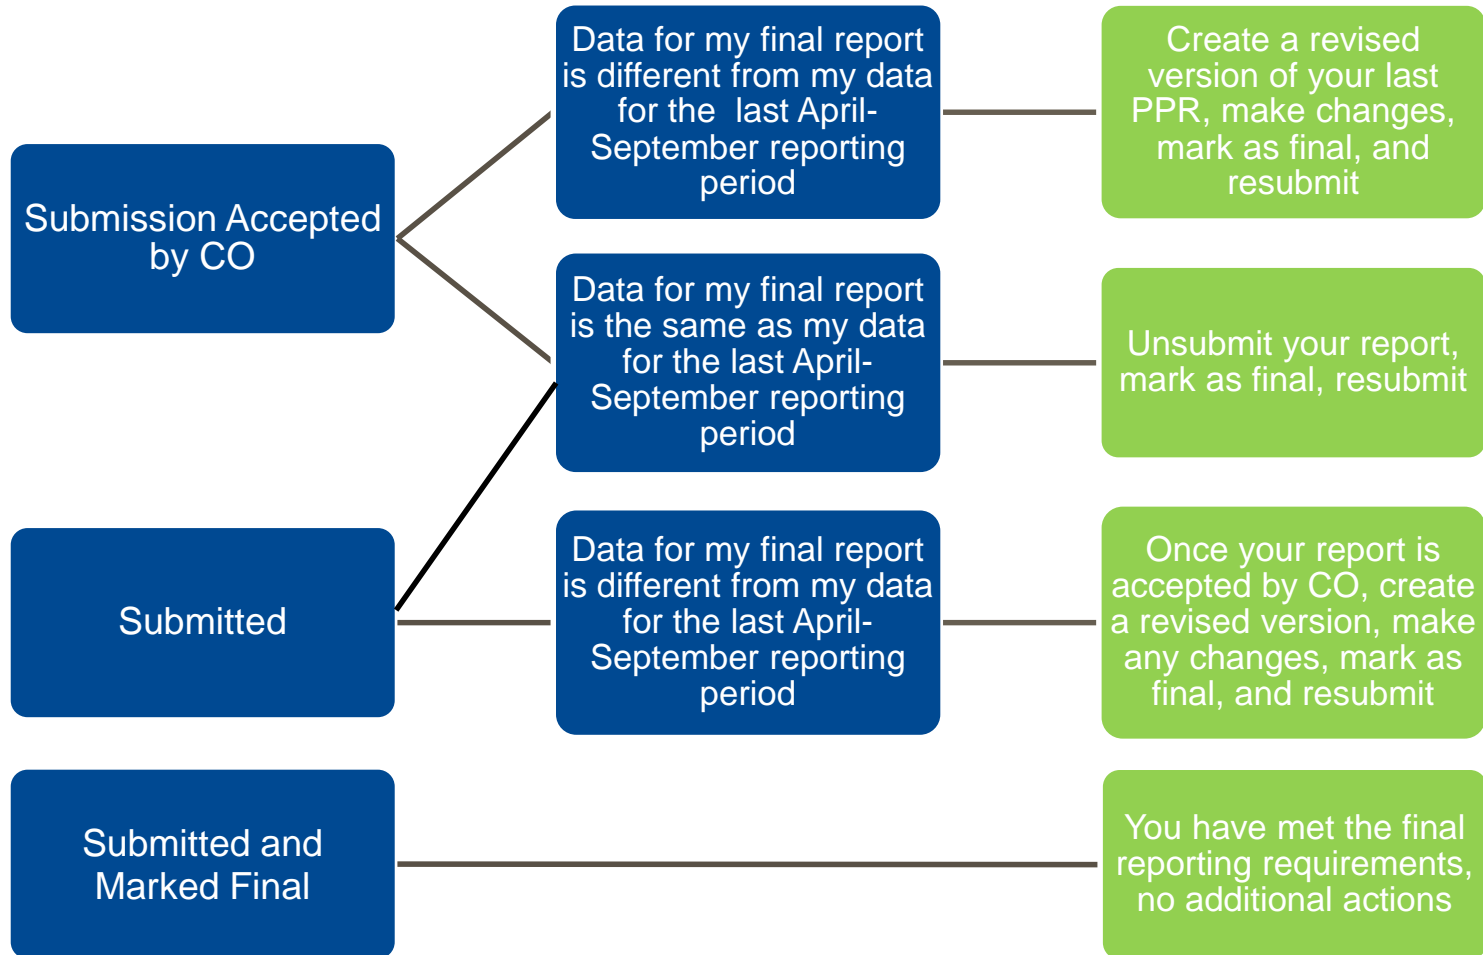 Submission Accepted
by CO
Data for my final report
is different from my data
for the last April-
September reporting
period
Create a revised
version of your last
PPR, make changes,
mark as final, and
resubmit
Data for my final report
is the same as my data
for the last April-
September reporting
period
Unsubmit your report,
mark as final, resubmit
Submitted
Data for my final report
is different from my data
for the last April-
September reporting
period
Once your report is
accepted by CO, create
a revised version, make
any changes, mark as
final, and resubmit
Submitted and
Marked Final
You have met the final
reporting requirements,
no additional actions